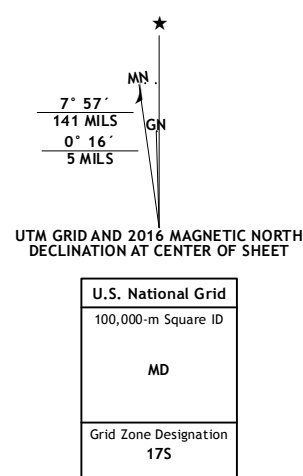 ★
MN
7° 57´
141 MILS
GN
0° 16´
5 MILS
UTM GRID AND 2016 MAGNETIC NORTH
DECLINATION AT CENTER OF SHEET
U.S. National Grid
100,000-m Square ID
MD
Grid Zone Designation
17S